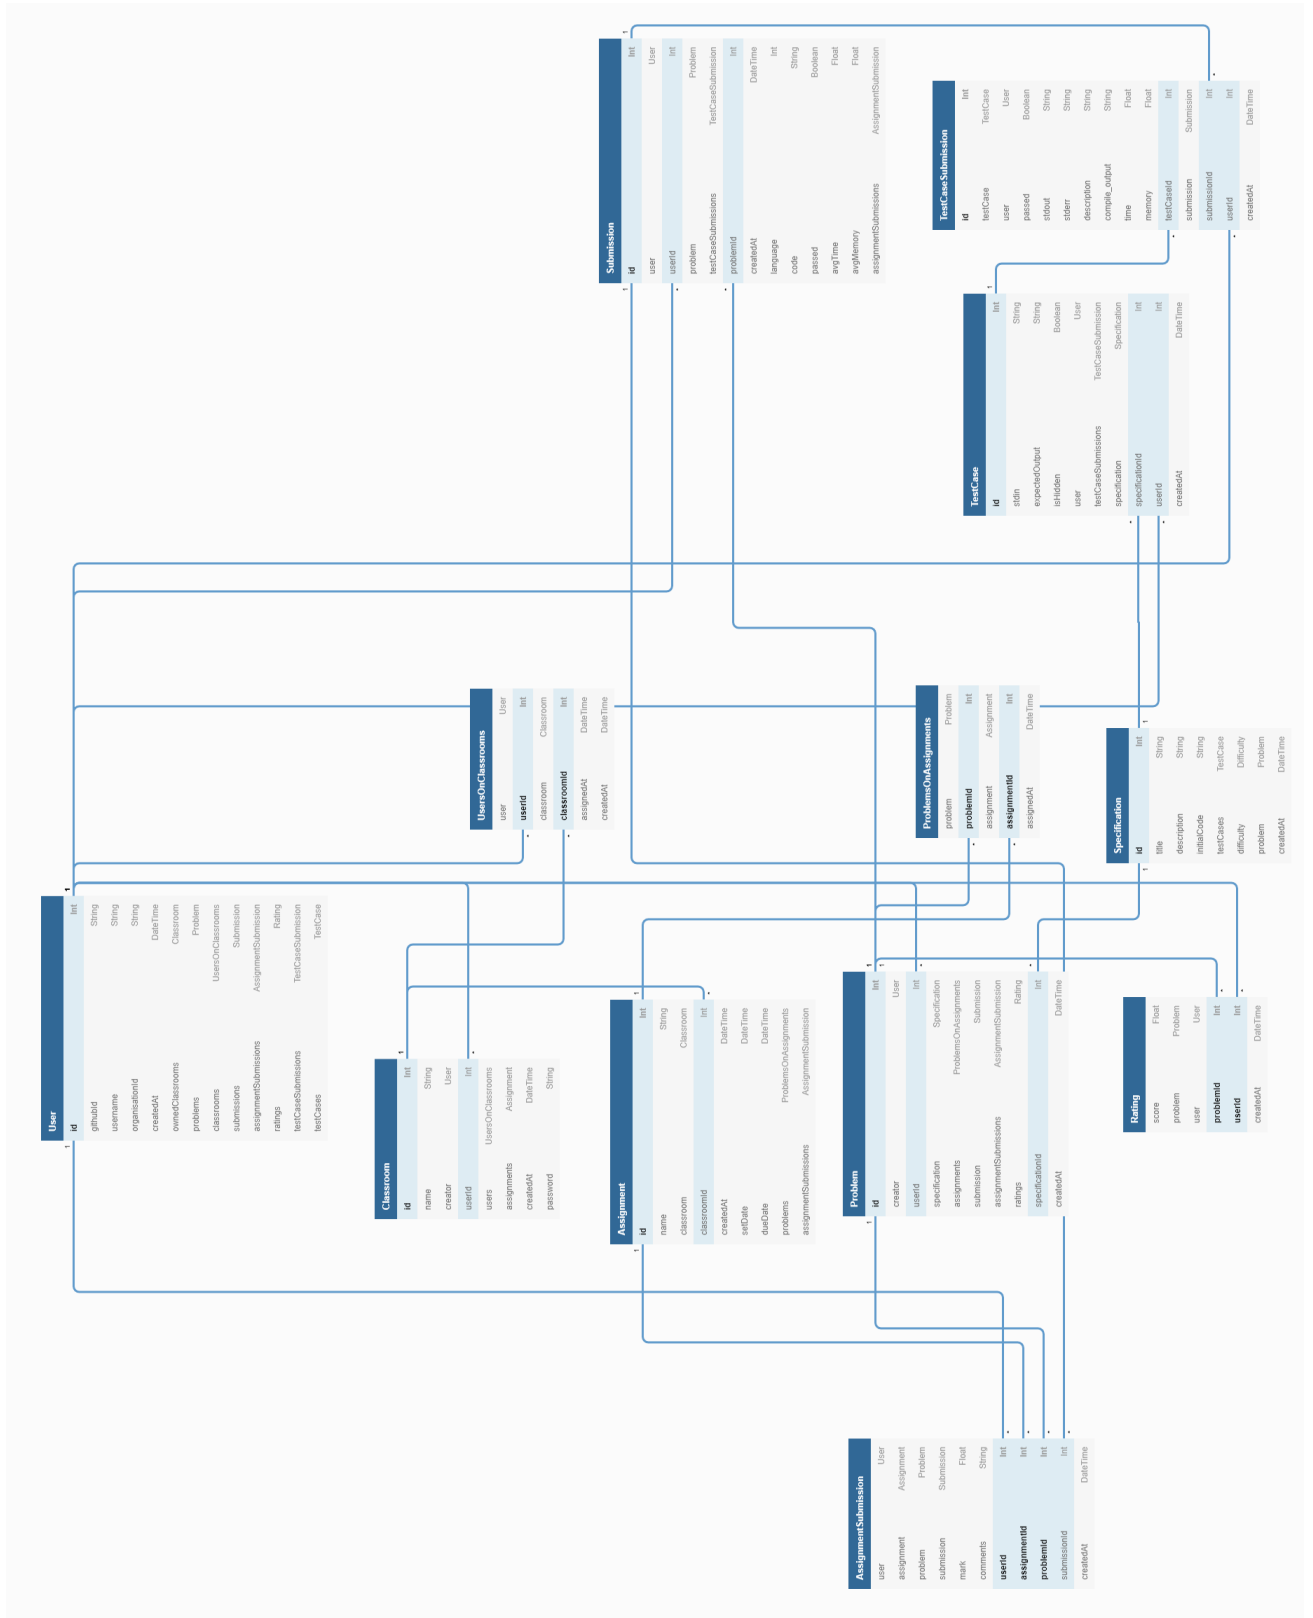 AssignmentSubmission
user User
assignment Assignment
problem Problem
submission Submission
mark Float
comments String
userId Int
assignmentId Int
problemId Int
submissionId Int
createdAt DateTime
User
id Int
githubId String
username String
organisationId String
createdAt DateTime
ownedClassrooms Classroom
problems Problem
classrooms UsersOnClassrooms
submissions Submission
assignmentSubmissions AssignmentSubmission
ratings Rating
testCaseSubmissions TestCaseSubmission
testCases TestCase
Classroom
id Int
name String
creator User
userId Int
users UsersOnClassrooms
assignments Assignment
createdAt DateTime
password String
Assignment
id Int
name String
classroom Classroom
classroomId Int
createdAt DateTime
setDate DateTime
dueDate DateTime
problems ProblemsOnAssignments
assignmentSubmissions AssignmentSubmission
Problem
id Int
creator User
userId Int
specification Specification
assignments ProblemsOnAssignments
submission Submission
assignmentSubmissions AssignmentSubmission
ratings Rating
specificationId Int
createdAt DateTime
Rating
score Float
problem Problem
user User
problemId Int
userId Int
createdAt DateTime
UsersOnClassrooms
user User
userId Int
classroom Classroom
classroomId Int
assignedAt DateTime
createdAt DateTime
ProblemsOnAssignments
problem Problem
problemId Int
assignment Assignment
assignmentId Int
assignedAt DateTime
Specification
id Int
title String
description String
initialCode String
testCases TestCase
difficulty Difficulty
problem Problem
createdAt DateTime
TestCase
id Int
stdin String
expectedOutput String
isHidden Boolean
user User
testCaseSubmissions TestCaseSubmission
specification Specification
specificationId Int
userId Int
createdAt DateTime
Submission
id Int
user User
userId Int
problem Problem
testCaseSubmissions TestCaseSubmission
problemId Int
createdAt DateTime
language Int
code String
passed Boolean
avgTime Float
avgMemory Float
assignmentSubmissions AssignmentSubmission
TestCaseSubmission
id Int
testCase TestCase
user User
passed Boolean
stdout String
stderr String
description String
compile_output String
time Float
memory Float
testCaseId Int
submission Submission
submissionId Int
userId Int
createdAt DateTime